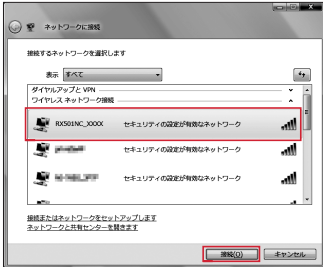 ネットワークに接続
接続するネットワークを選択します
表示 すべて
ダイヤルアップと VPN
ワイヤレス ネットワーク接続
RX501NC_XXXX セキュリティの設定が有効なネットワーク
セキュリティの設定が有効なネットワーク
セキュリティの設定が有効なネットワーク
接続またはネットワークをセットアップします
ネットワークと共有センターを開きます
接続(O) キャンセル